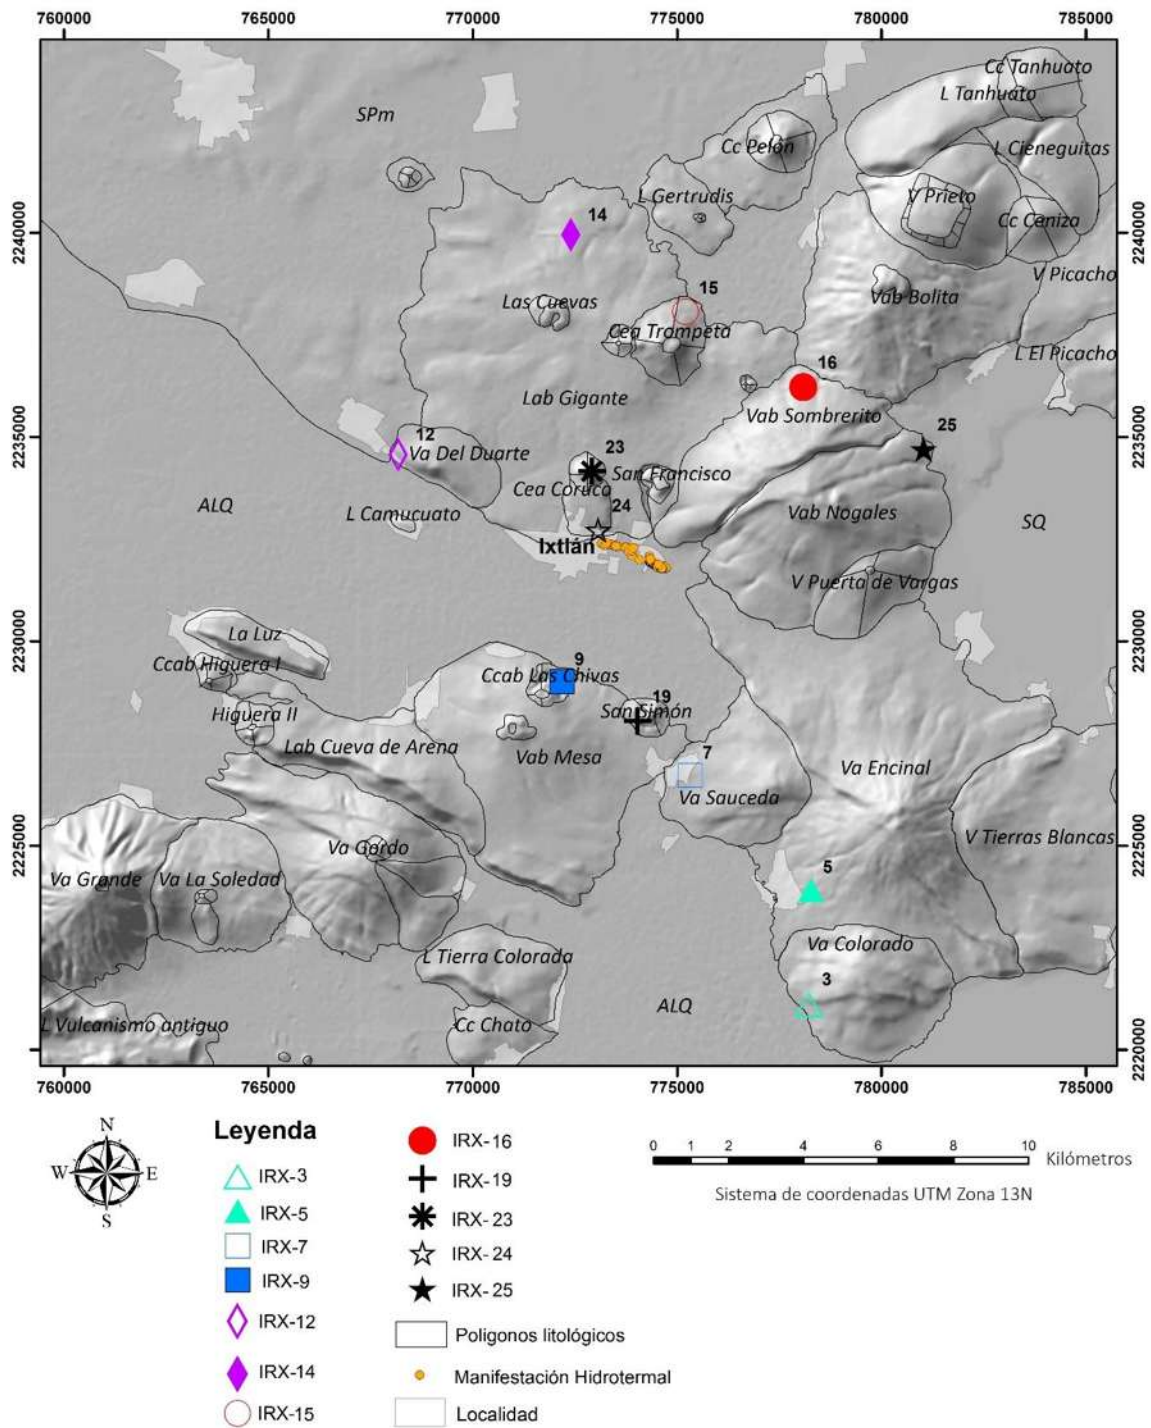 760000 765000 770000 775000 780000 785000
Cc Tanhuato
L Tanhuato
SPm
Cc Pelón
L Cieneguitas
L Gertrudis
V Prieto
14
Cc Ceniza
2240000
2240000
V Picacho
15
Las Cuevas
Vab Bolita
Cea Trompeta
L El Picacho
16
Lab Gigante
Vab Sombrerito
2235000
2235000
12
25
Va Del Duarte
23
San Francisco
Cea Coruca
24
ALQ
L Camucuato
Vab Nogales
SQ
Ixtlán
V Puerta de Vargas
2230000
2230000
La Luz
Ccab Higuera I
9
Ccab Las Chivas
19
San Simón
Higuera II
Lab Cueva de Arena
Vab Mesa
7
Va Encinal
Va Sauceda
2225000
2225000
Va Gordo
V Tierras Blancas
Va Grande
Va La Soledad
5
Va Colorado
L Tierra Colorada
3
ALQ
L Vulcanismo antiguo
Cc Chato
2220000
2220000
760000 765000 770000 775000 780000 785000
N
W E
S
Leyenda
IRX-3
IRX-5
IRX-7
IRX-9
IRX-12
IRX-14
IRX-15
IRX-16
IRX-19
IRX-23
IRX-24
IRX-25
Poligonos litológicos
Manifestación Hidrotermal
Localidad
0 1 2 4 6 8 10
Kilómetros
Sistema de coordenadas UTM Zona 13N